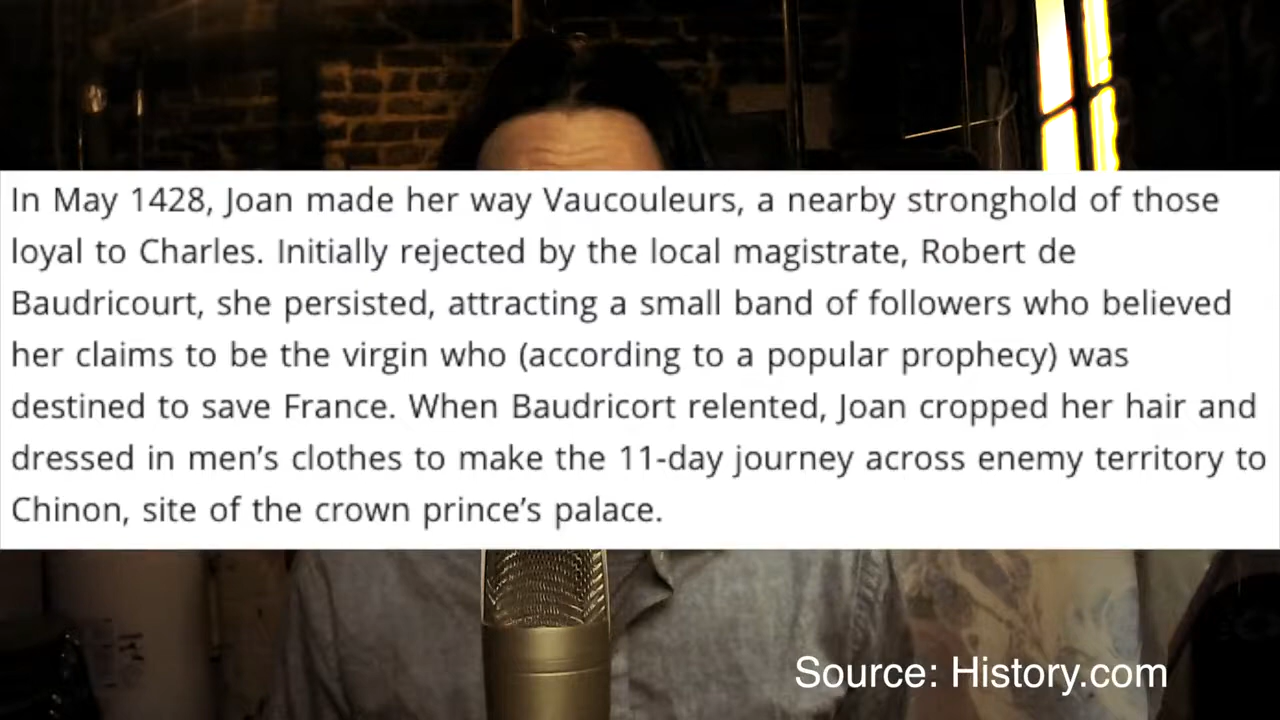 In May 1428, Joan made her way Vaucouleurs, a nearby stronghold of those
loyal to Charles. Initially rejected by the local magistrate, Robert de
Baudricourt, she persisted, attracting a small band of followers who believed
her claims to be the virgin who (according to a popular prophecy) was
destined to save France. When Baudricort relented, Joan cropped her hair and
dressed in men’s clothes to make the 11-day journey across enemy territory to
Chinon, site of the crown prince’s palace.
Source: History.com